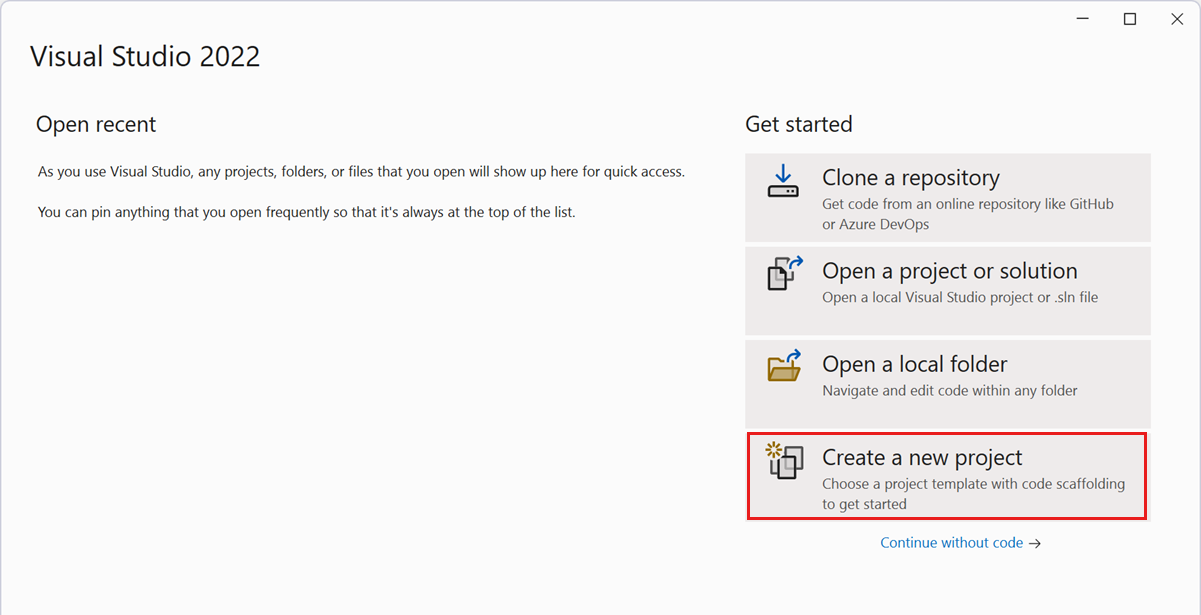 Visual Studio 2022
Open recent
As you use Visual Studio, any projects, folders, or files that you open will show up here for quick access.
You can pin anything that you open frequently so that it's always at the top of the list.
Get started
Clone a repository
Get code from an online repository like GitHub
or Azure DevOps
Open a project or solution
Open a local Visual Studio project or .sln file
Open a local folder
Navigate and edit code within any folder
Create a new project
Choose a project template with code scaffolding
to get started
Continue without code →